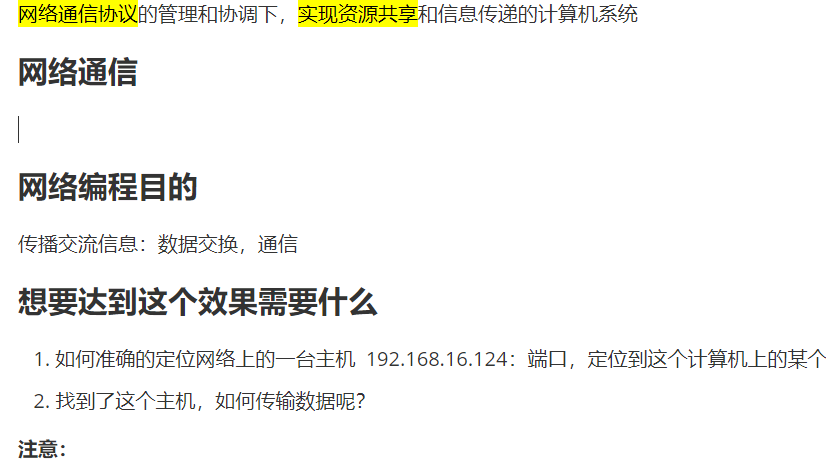 网络通信协议的管理和协调下，实现资源共享和信息传递的计算机系统
网络通信
网络编程目的
传播交流信息：数据交换，通信
想要达到这个效果需要什么
1. 如何准确的定位网络上的一台主机 192.168.16.124：端口，定位到这个计算机上的某个
2. 找到了这个主机，如何传输数据呢？
注意：